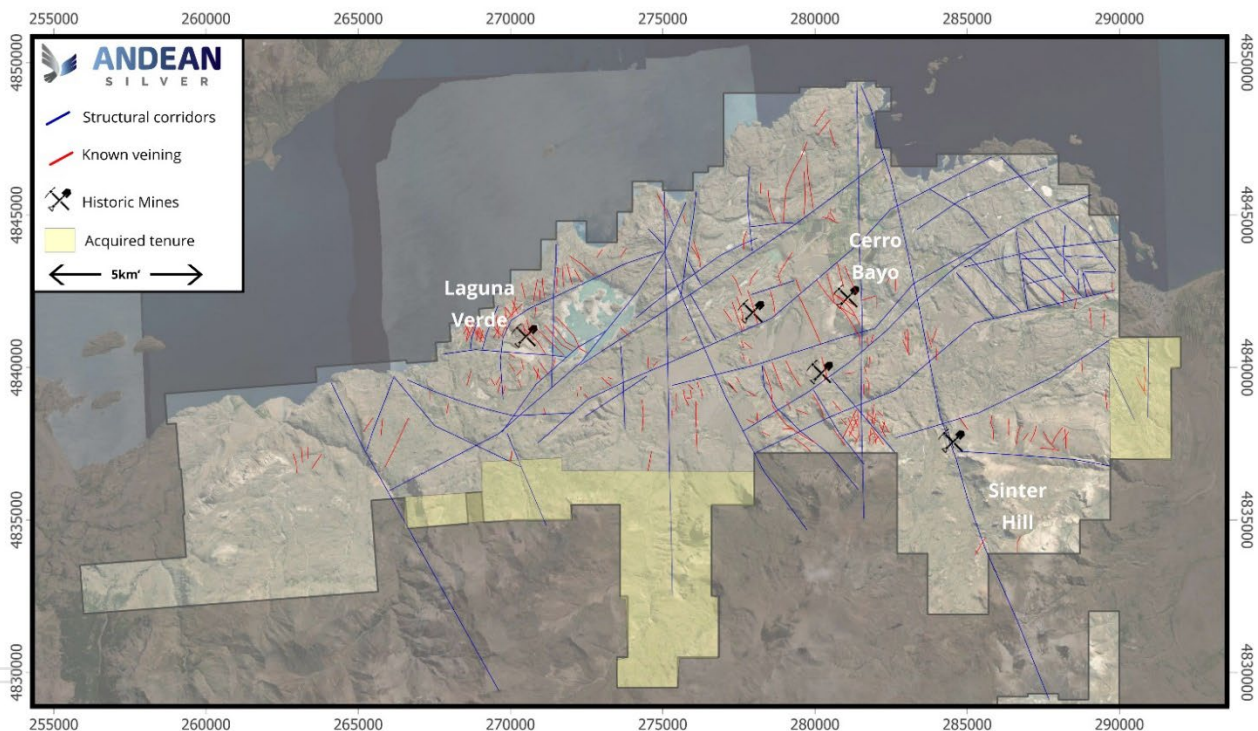 255000 260000 265000 270000 275000 280000 285000 290000
4850000
4845000
4840000
4835000
4830000
ANDEAN
SILVER
Structural corridors
Known veining
Historic Mines
Acquired tenure
5km'
Laguna
Verde
Cerro
Bayo
Sinter
Hill
4850000
4845000
4840000
4835000
4830000
255000 260000 265000 270000 275000 280000 285000 290000